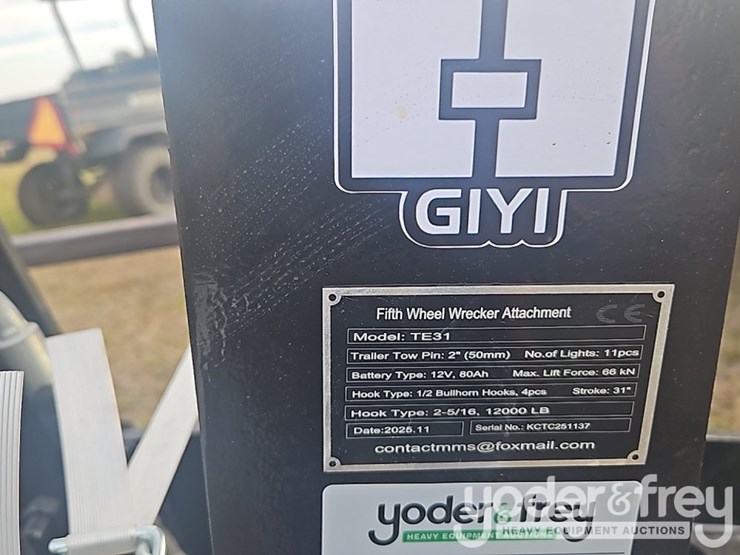 GIYI
Fifth Wheel Wrecker Attachment CE
Model: TE31
Trailer Tow Pin: 2" (50mm) No.of Lights: 11pcs
Battery Type: 12V, 80Ah Max. Lift Force: 66 kN
Hook Type: 1/2 Bullhorn Hooks, 4pcs Stroke: 31"
Hook Type: 2-5/16, 12000 LB
Date:2025.11 Serial No.: KCTC251137
contactmms@foxmail.com
yoder&frey
HEAVY EQUIPMENT AUCTIONS
yoder&frey
HEAVY EQUIPMENT AUCTIONS